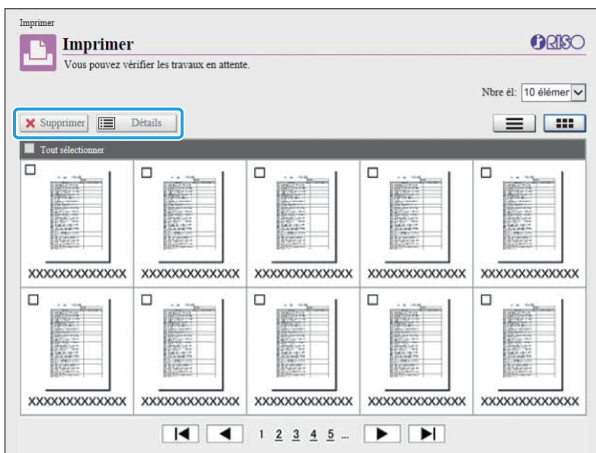 Imprimer
Imprimer
RISO
Vous pouvez vérifier les travaux en attente.
Nbre él: 10 élémer
Supprimer Détails
Tout sélectionner
XXXXXXXXXXXXX XXXXXXXXXXXXX XXXXXXXXXXXXX XXXXXXXXXXXXX XXXXXXXXXXXXX
XXXXXXXXXXXXX XXXXXXXXXXXXX XXXXXXXXXXXXX XXXXXXXXXXXXX XXXXXXXXXXXXX
1 2 3 4 5 ...